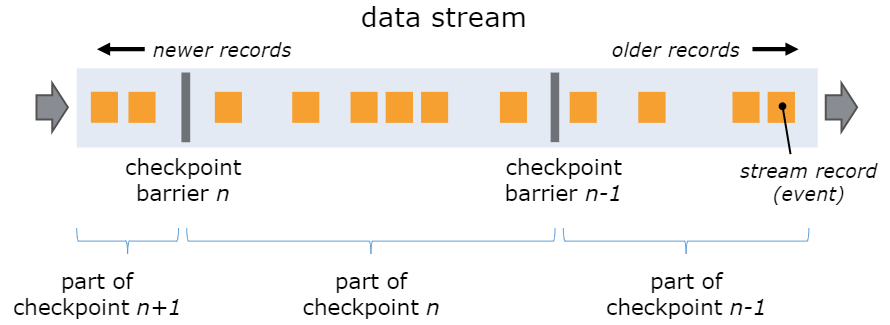 data stream
newer records
older records
checkpoint
barrier n
checkpoint
barrier n-1
stream record
(event)
part of
checkpoint n+1
part of
checkpoint n
part of
checkpoint n-1